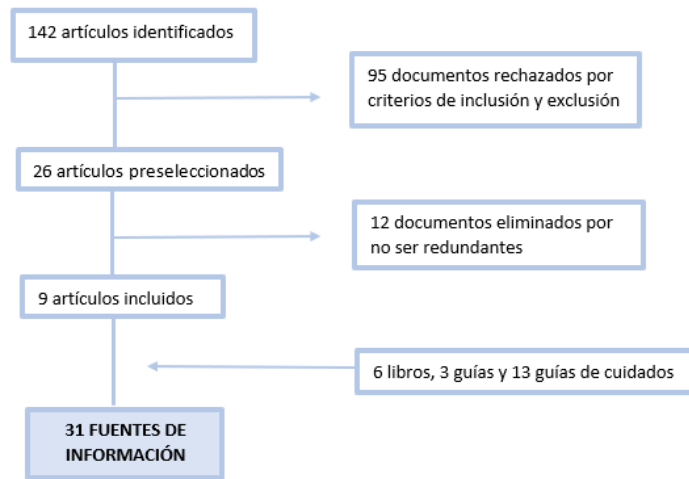 142 artículos identificados
95 documentos rechazados por
criterios de inclusión y exclusión
26 artículos preseleccionados
12 documentos eliminados por
no ser redundantes
9 artículos incluidos
6 libros, 3 guías y 13 guías de cuidados
31 FUENTES DE
INFORMACIÓN